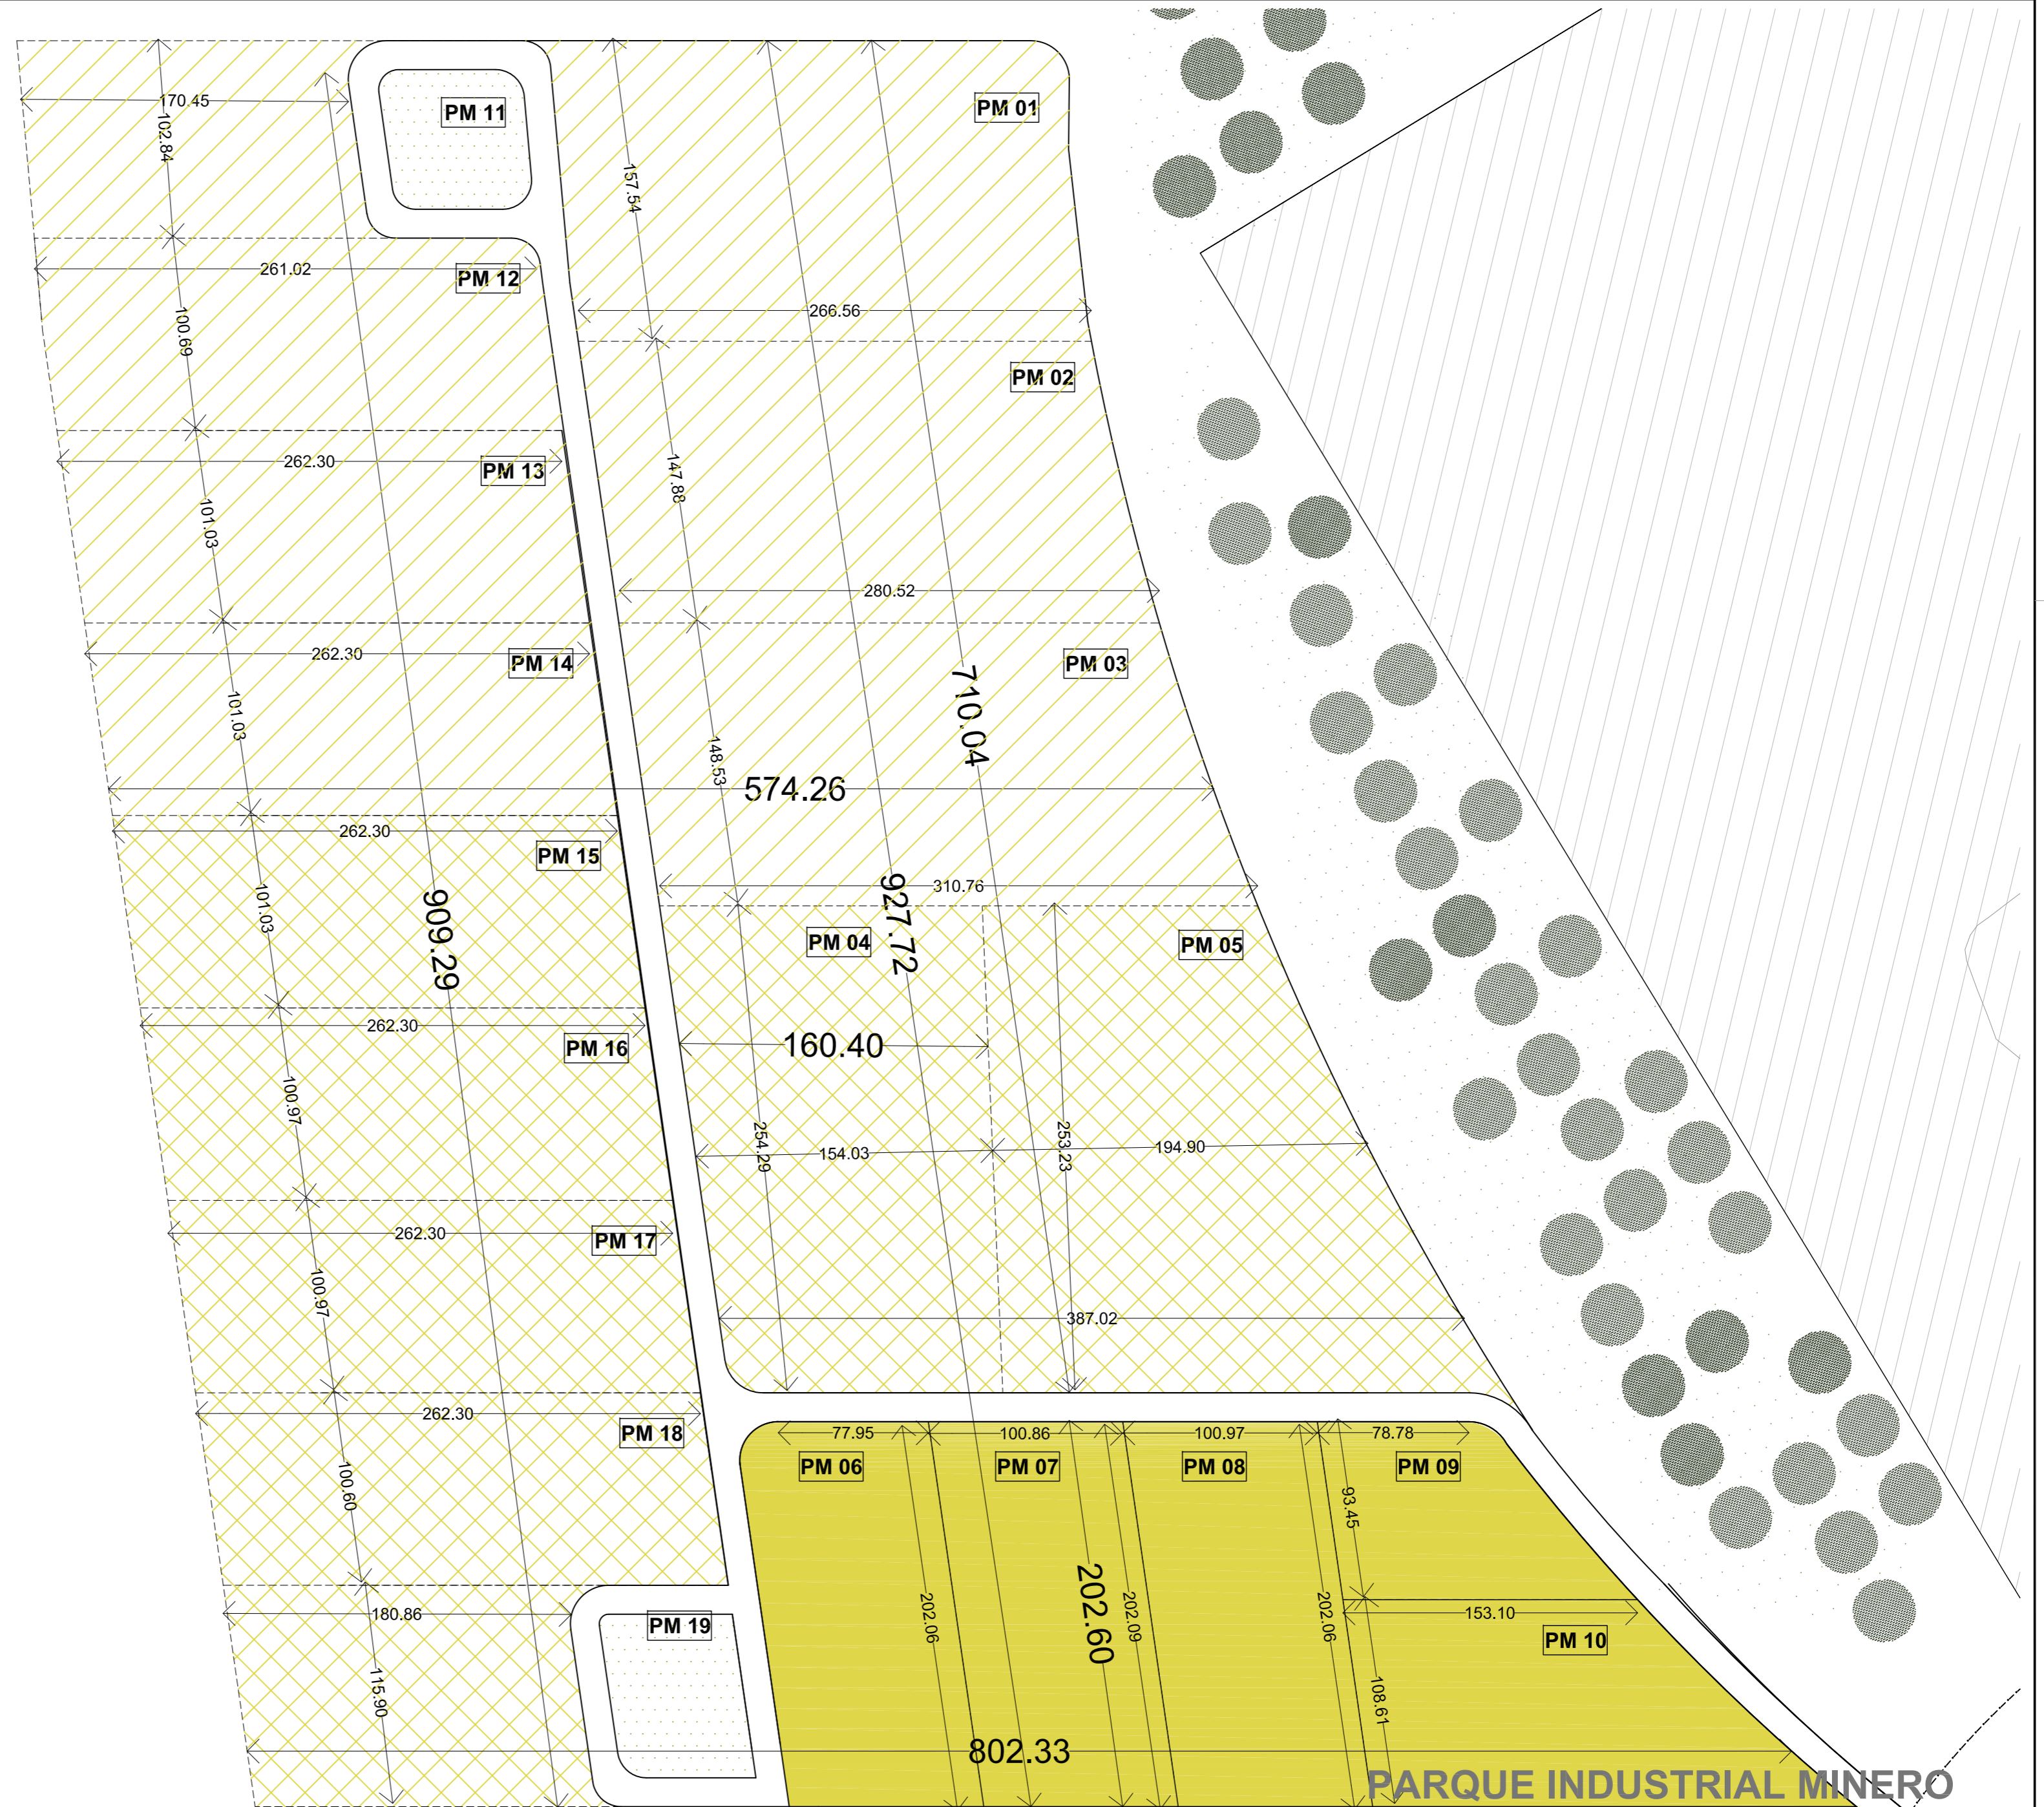 170.45
102.84
PM 11
PM 01
157.54
261.02
PM 12
100.69
266.56
PM 02
262.30
PM 13
147.88
101.03
280.52
262.30
PM 14
PM 03
101.03
710.04
148.53
574.26
262.30
PM 15
101.03
909.29
310.76
927.72
PM 04
PM 05
262.30
PM 16
160.40
100.97
254.29
154.03
253.23
194.90
262.30
PM 17
100.97
387.02
262.30
PM 18
77.95
100.86
100.97
78.78
PM 06
PM 07
PM 08
PM 09
100.60
93.45
180.86
PM 19
202.06
202.60
202.09
202.06
153.10
PM 10
115.90
108.61
802.33
PARQUE INDUSTRIAL MINERO